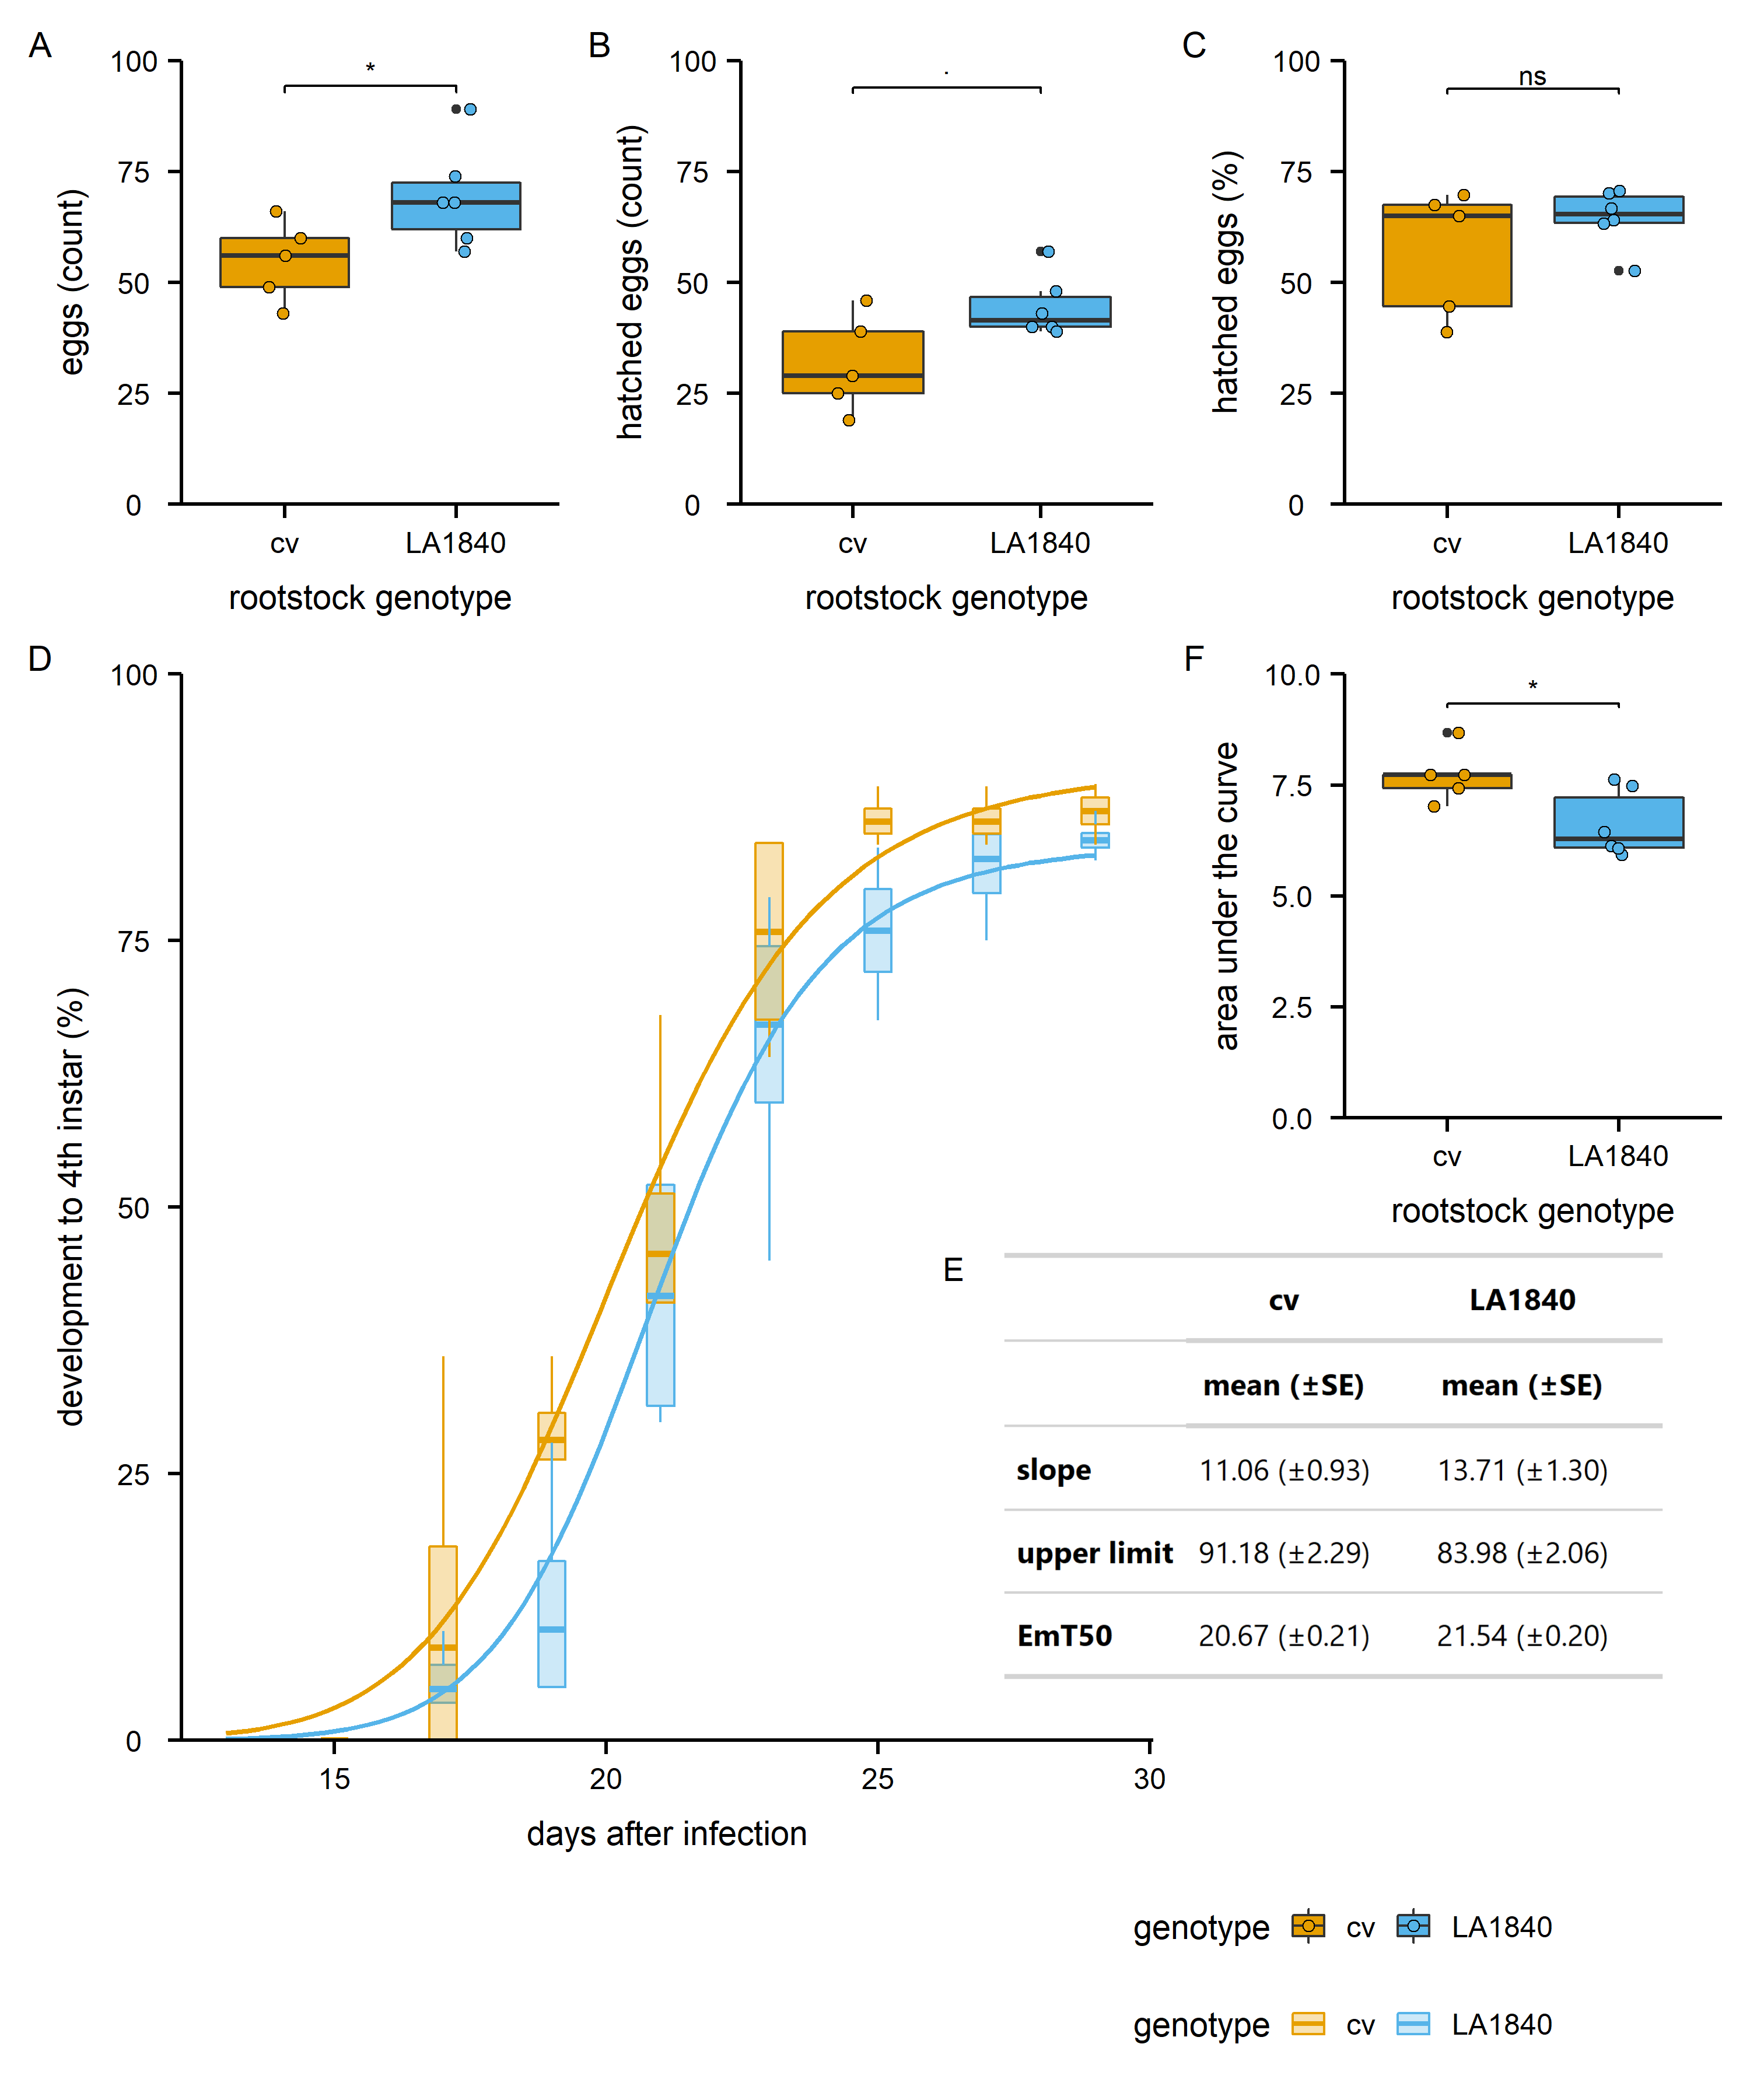 A
100
75
50
25
0
eggs (count)
*
cv LA1840
rootstock genotype
B
100
75
50
25
0
hatched eggs (count)
.
cv LA1840
rootstock genotype
C
100
75
50
25
0
hatched eggs (%)
ns
cv LA1840
rootstock genotype
D
100
75
50
25
0
development to 4th instar (%)
15 20 25 30
days after infection
F
10.0
7.5
5.0
2.5
0.0
area under the curve
*
cv LA1840
rootstock genotype
E
cv LA1840
mean (±SE) mean (±SE)
slope 11.06 (±0.93) 13.71 (±1.30)
upper limit 91.18 (±2.29) 83.98 (±2.06)
EmT50 20.67 (±0.21) 21.54 (±0.20)
genotype cv LA1840
genotype cv LA1840